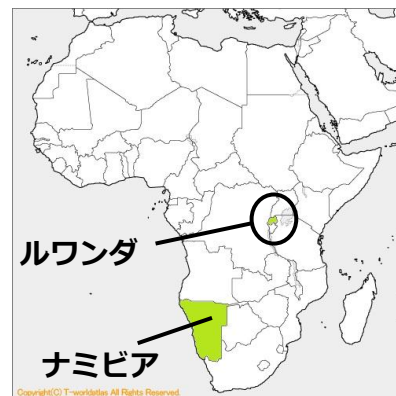 ルワンダ
ナミビア
Copyright(C) T-worldatlas All Rights Reserved.